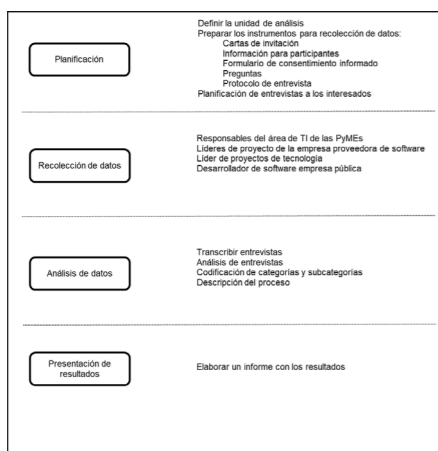 Planificación
Definir la unidad de análisis
Preparar los instrumentos para recolección de datos:
Cartas de invitación
Información para participantes
Formulario de consentimiento informado
Preguntas
Protocolo de entrevista
Planificación de entrevistas a los interesados
Recolección de datos
Responsables del área de TI de las PyMEs
Líderes de proyecto de la empresa proveedora de software
Líder de proyectos de tecnología
Desarrollador de software empresa pública
Análisis de datos
Transcribir entrevistas
Análisis de entrevistas
Codificación de categorías y subcategorías
Descripción del proceso
Presentación de
resultados
Elaborar un informe con los resultados